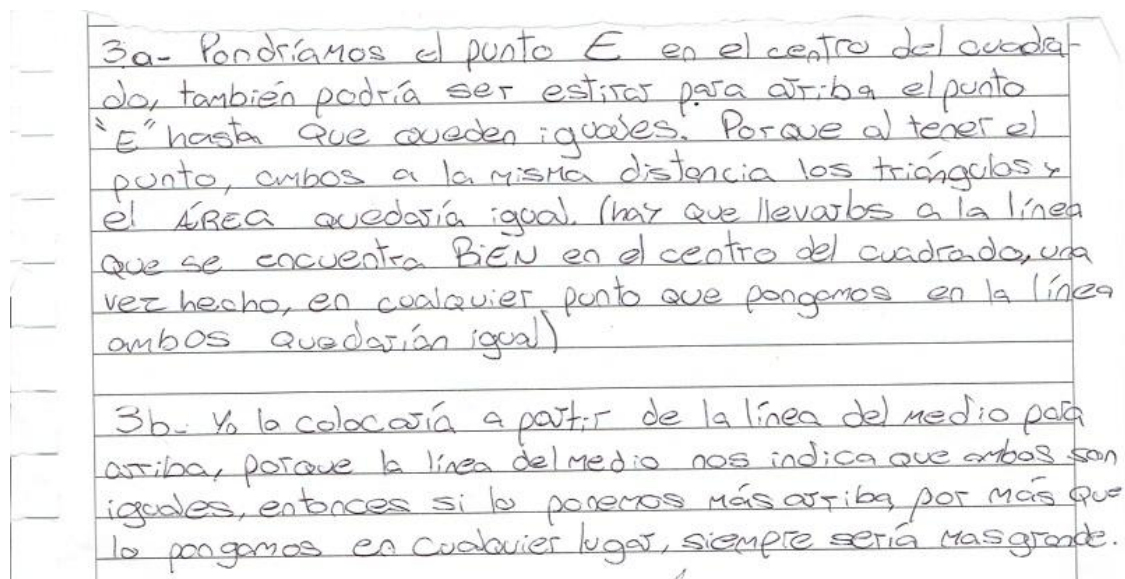 3a- Pondríamos el punto E en el centro del cuadra-
do, también podría ser estirar para arriba el punto
"E" hasta que queden iguales. Porque al tener el
punto, ambos a la misma distancia los triángulos y
el ÁREA quedaría igual. (hay que llevarlos a la línea
que se encuentra BIEN en el centro del cuadrado, una
vez hecho, en cualquier punto que pongamos en la línea
ambos quedarían igual)
3b- Yo la colocaría a partir de la línea del medio para
arriba, porque la línea del medio nos indica que ambos son
iguales, entonces si lo ponemos más arriba, por más que
lo pongamos en cualquier lugar, siempre sería mas grande.